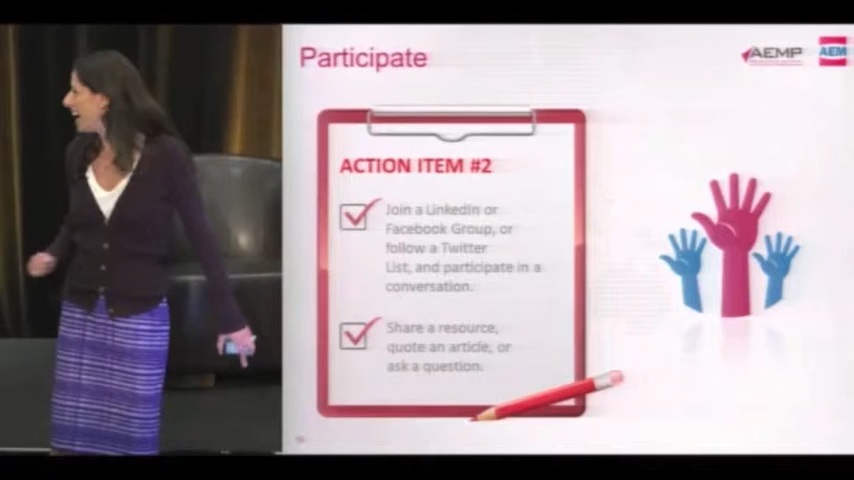 Participate
AEMP
AEM
ACTION ITEM #2
Join a LinkedIn or
Facebook Group, or
follow a Twitter
List, and participate in a
conversation.
Share a resource,
quote an article, or
ask a question.